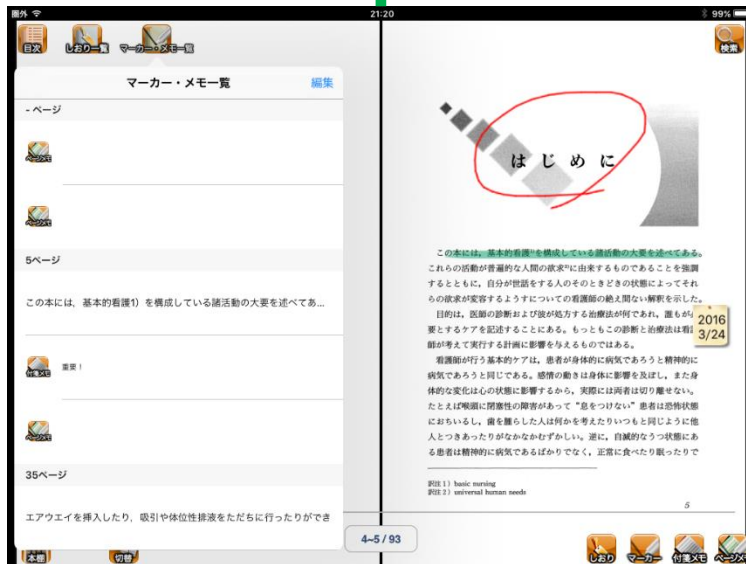 圏外
21:20
99%
目次
しおり一覧
マーカー・メモ一覧
検索
マーカー・メモ一覧
編集
- ページ
ページメモ
ページメモ
5ページ
この本には，基本的看護1）を構成している諸活動の大要を述べてあ...
付箋メモ
重要！
ページメモ
35ページ
エアウエイを挿入したり，吸引や体位性排液をただちに行ったりができ
本棚
切替
はじめに
この本には，基本的看護1)を構成している諸活動の大要を述べてある。
これらの活動が普遍的な人間の欲求2)に由来するものであることを強調
するとともに，自分が世話をする人のそのときどきの状態によってそれ
らの欲求が変容するようすについての看護師の絶え間ない解釈を示した。
目的は，医師の診断および彼が処方する治療法が何であれ，誰もが
要とするケアを記述することにある。もっともこの診断と治療法は看護
師が考えて実行する計画に影響を与えるものではある。
2016
3/24
看護師が行う基本的ケアは，患者が身体的に病気であろうと精神的に
病気であろうと同じである。感情の動きは身体に影響を及ぼし，また身
体的な変化は心の状態に影響するから，実際には両者は切り離せない。
たとえば喉頭に閉塞性の障害があって“息をつけない”患者は恐怖状態
におちいるし，歯を腫らした人は何かを考えたりいつもと同じように他
人とつきあったりがなかなかむずかしい。逆に，自滅的なうつ状態にあ
る患者は精神的に病気であるばかりでなく，正常に食べたり眠ったりで
訳注1）basic nursing
訳注2）universal human needs
5
4~5 / 93
しおり
マーカー
付箋メモ
ページメ